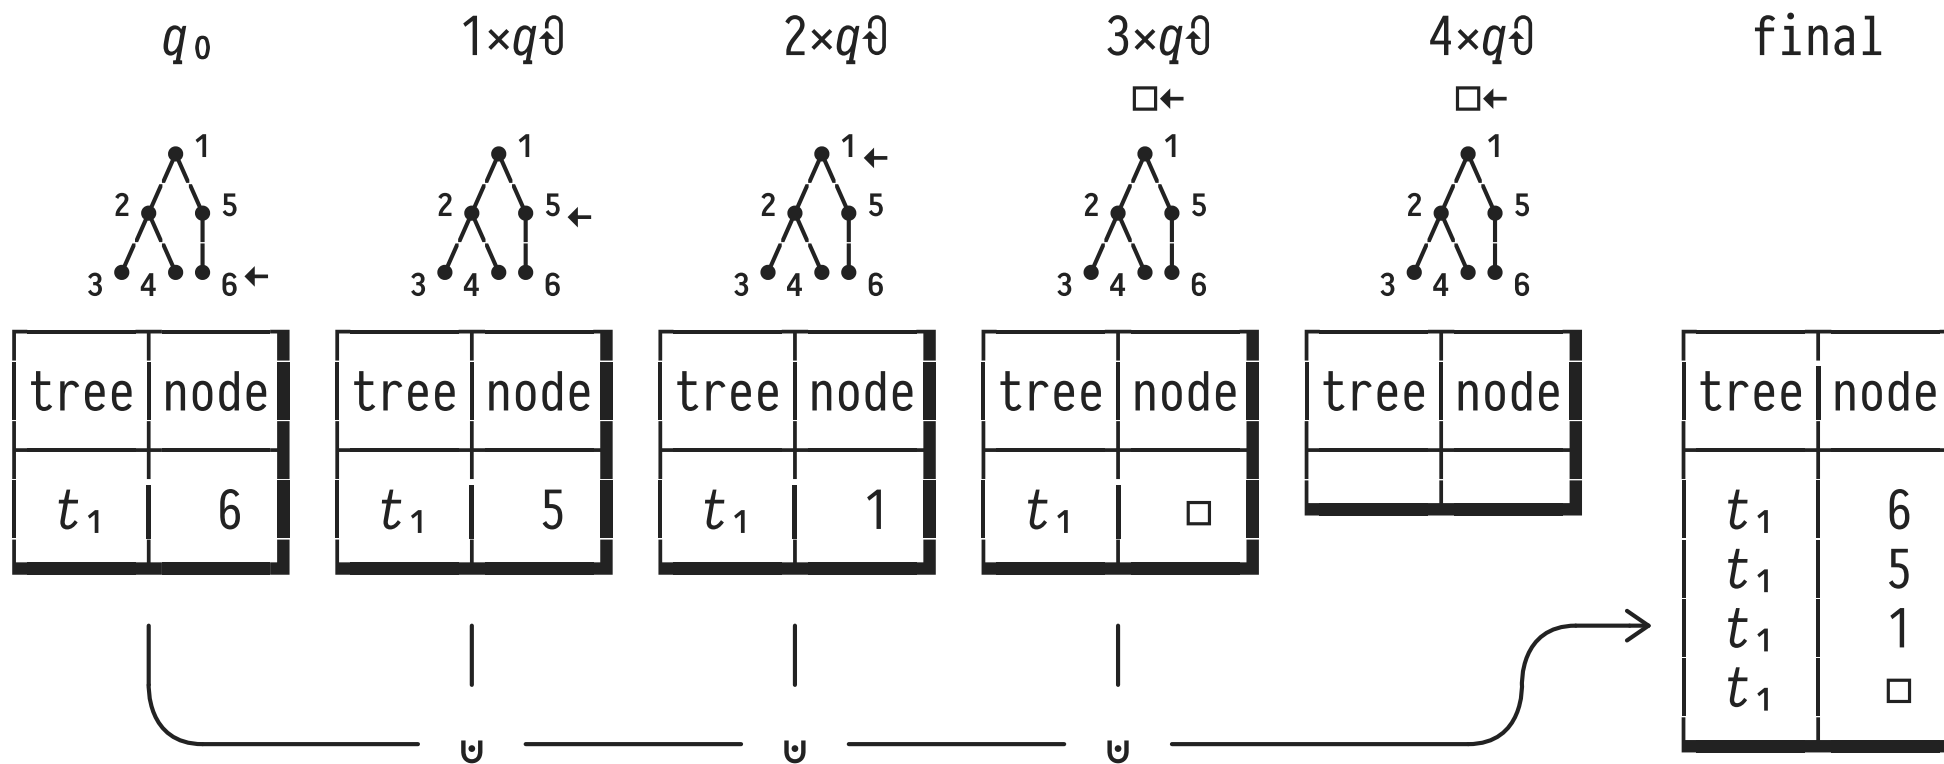 q₀ 1×q↺ 2×q↺ 3×q↺ 4×q↺ final
□← □←
1 1 1← 1 1
2 5 2 5← 2 5 2 5 2 5
3 4 6← 3 4 6 3 4 6 3 4 6 3 4 6
tree node tree node tree node tree node tree node tree node
t₁ 6 t₁ 5 t₁ 1 t₁ □ t₁ 6
t₁ 5
t₁ 1
t₁ □
⊍ ⊍ ⊍